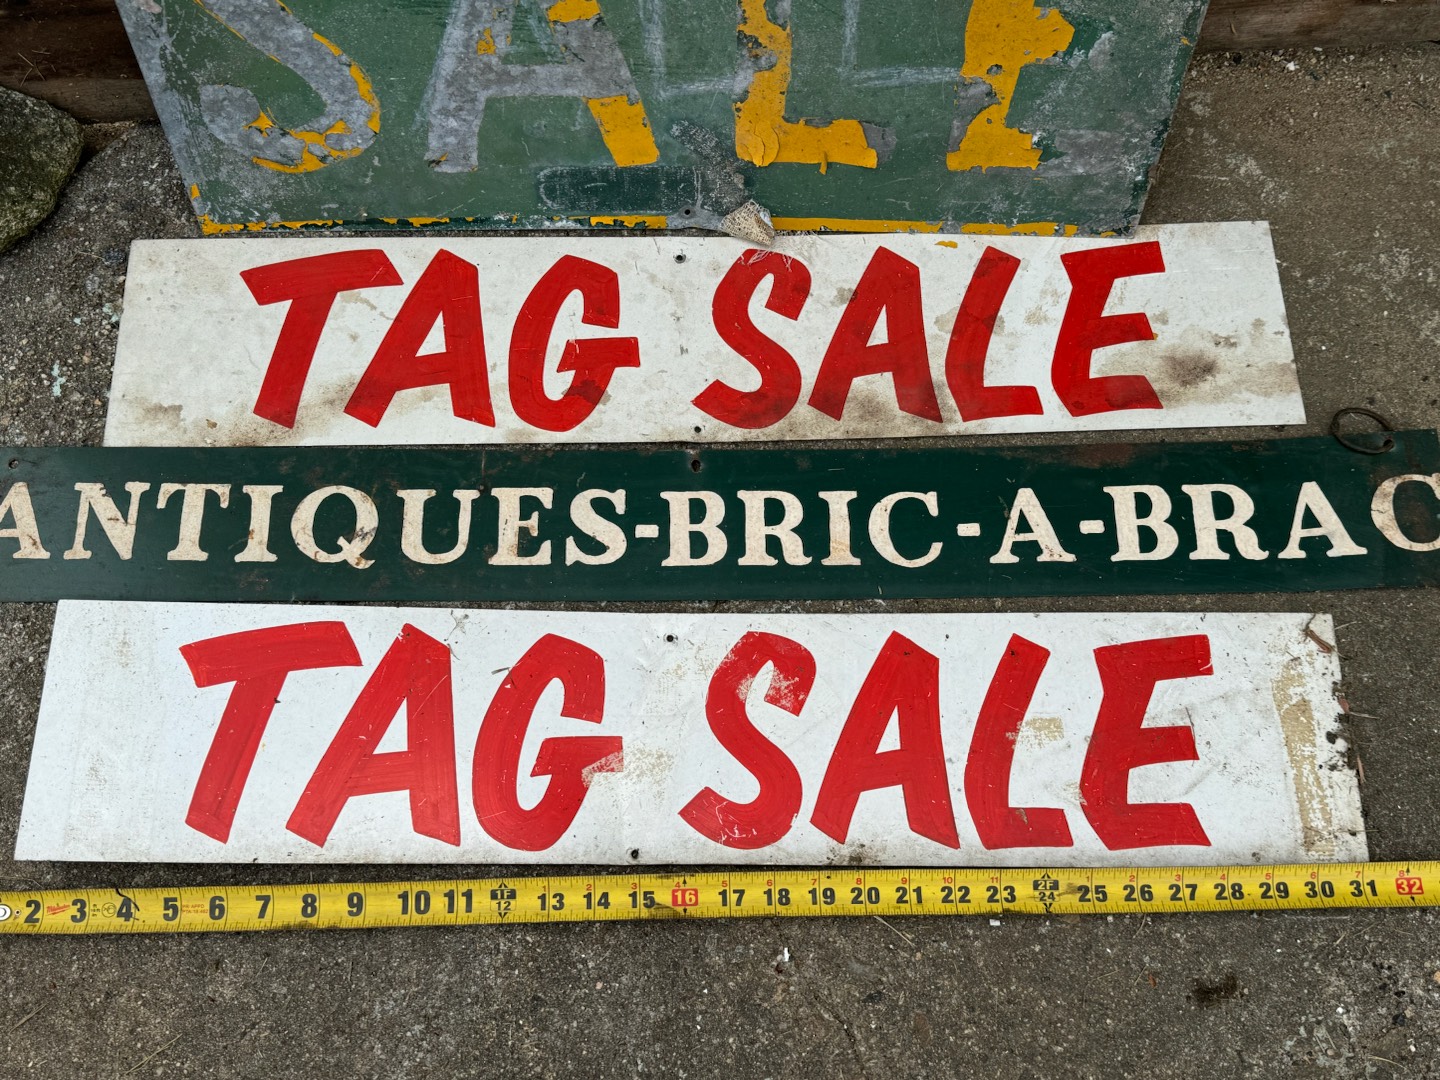 SALE
TAG SALE
ANTIQUES-BRIC-A-BRAC
TAG SALE
2 3 4 5 6 7 8 9 10 11 1F 12 13 14 15 16 17 18 19 20 21 22 23 2F 24 25 26 27 28 29 30 31 32